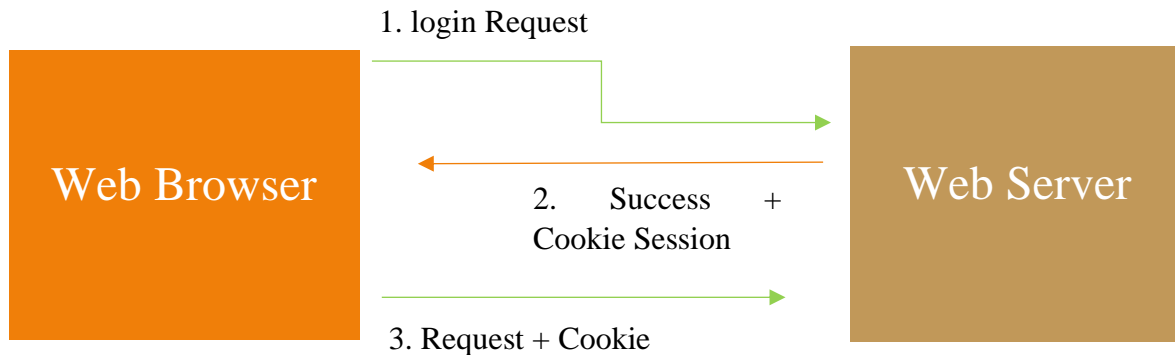 1. login Request
Web Browser
Web Server
2. Success +
Cookie Session
3. Request + Cookie